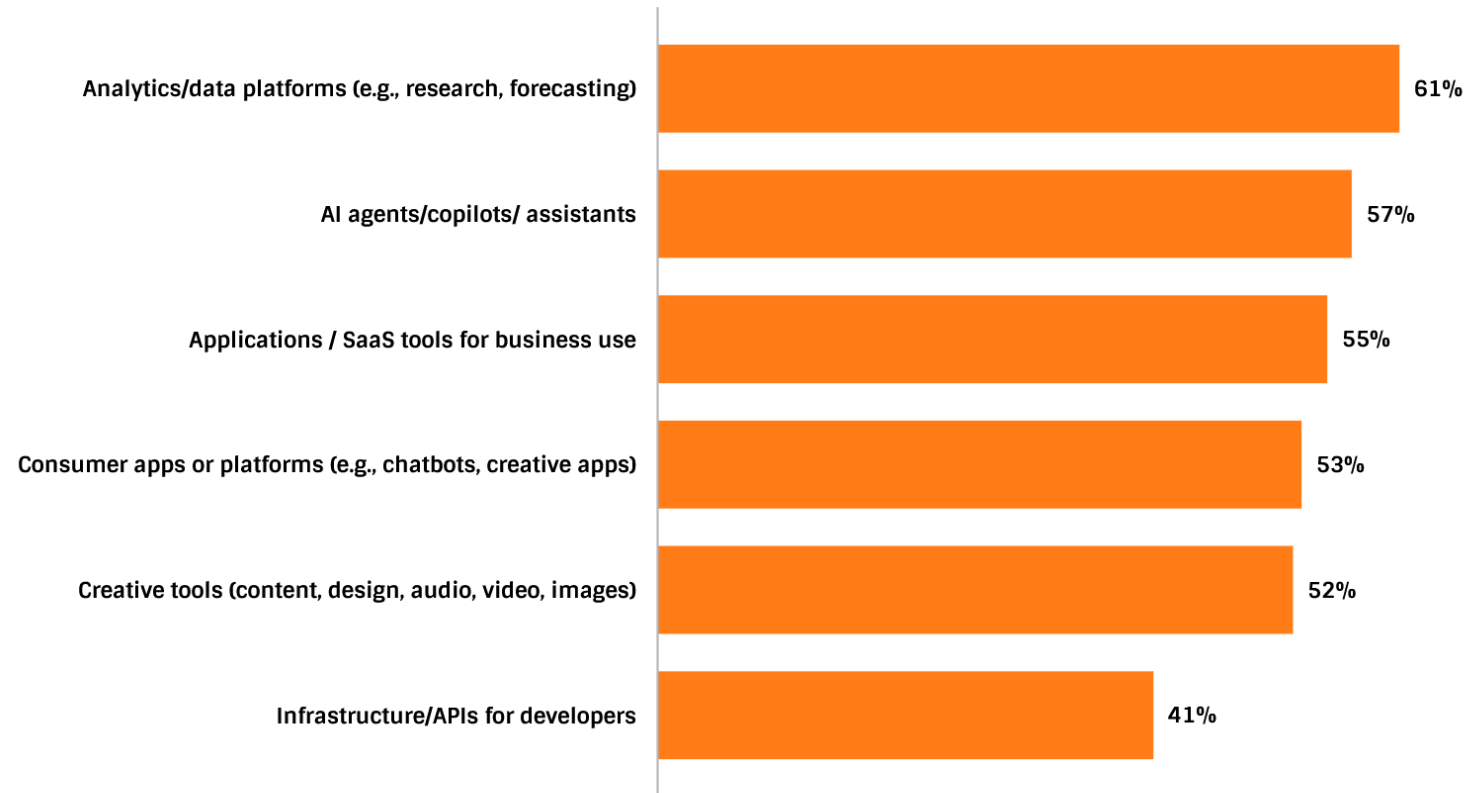 Analytics/data platforms (e.g., research, forecasting)
61%
AI agents/copilots/ assistants
57%
Applications / SaaS tools for business use
55%
Consumer apps or platforms (e.g., chatbots, creative apps)
53%
Creative tools (content, design, audio, video, images)
52%
Infrastructure/APIs for developers
41%